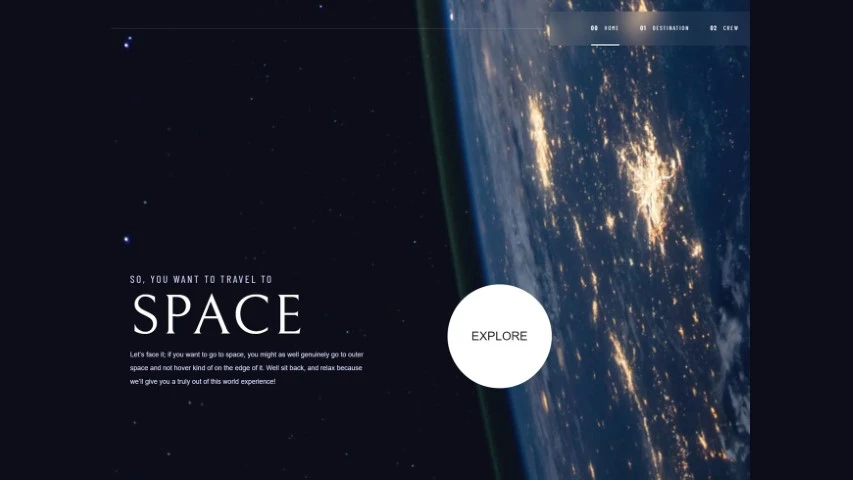 00 HOME 01 DESTINATION 02 CREW
SO, YOU WANT TO TRAVEL TO
SPACE
Let's face it; if you want to go to space, you might as well genuinely go to outer
space and not hover kind of on the edge of it. Well sit back, and relax because
we'll give you a truly out of this world experience!
EXPLORE